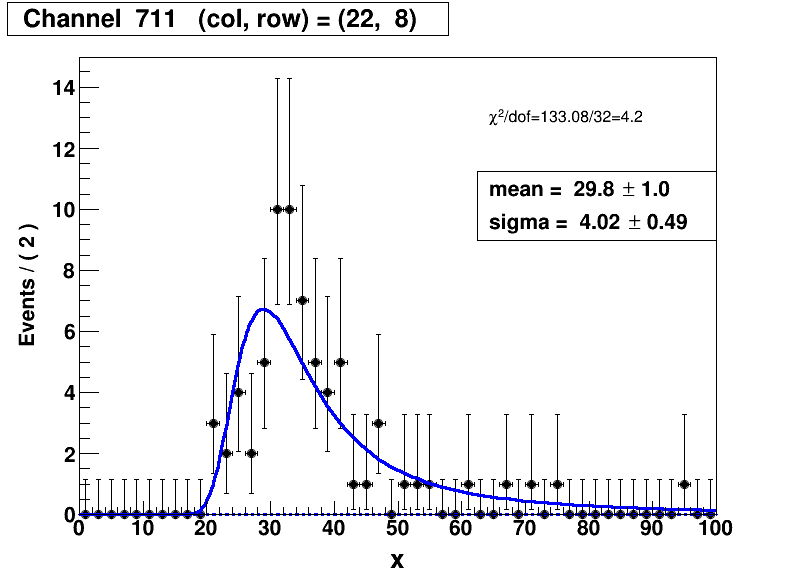 Channel 711 (col, row) = (22, 8)
χ²/dof=133.08/32=4.2
mean = 29.8 ± 1.0
sigma = 4.02 ± 0.49
Events / ( 2 )
14
12
10
8
6
4
2
0
0 10 20 30 40 50 60 70 80 90 100
x